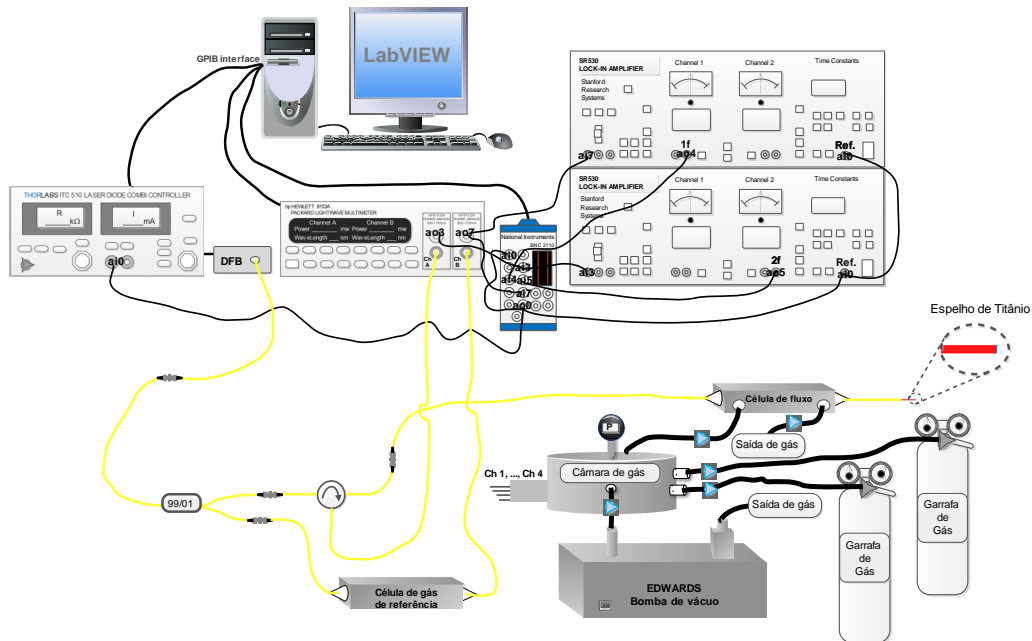 GPIB interface
LabVIEW
SR530
LOCK-IN AMPLIFIER
Channel 1
Channel 2
Time Constants
Stanford
Research
Systems
ai7
1f
ao4
Ref.
ai0
SR530
LOCK-IN AMPLIFIER
Channel 1
Channel 2
Time Constants
Stanford
Research
Systems
ai3
2f
ao5
Ref.
ai0
THORLABS ITC 510 LASER DIODE COMBI CONTROLLER
R
kΩ
I
mA
ai0
DFB
hp HEWLETT 8153A
PACKARD LIGHTWAVE MULTIMETER
Channel A
Channel B
Power ___ mw
Power ___ mw
WaveLength ___ nm
WaveLength ___ nm
ao3
ao7
Ch
A
Ch
B
National Instruments
BNC 2110
ai0
ai3
ai4
ai5
ai7
ao0
Espelho de Titânio
Célula de fluxo
P
Saída de gás
Câmara de gás
Ch 1, ..., Ch 4
Saída de gás
99/01
Garrafa
de
Gás
Garrafa
de
Gás
EDWARDS
Bomba de vácuo
Célula de gás
de referência